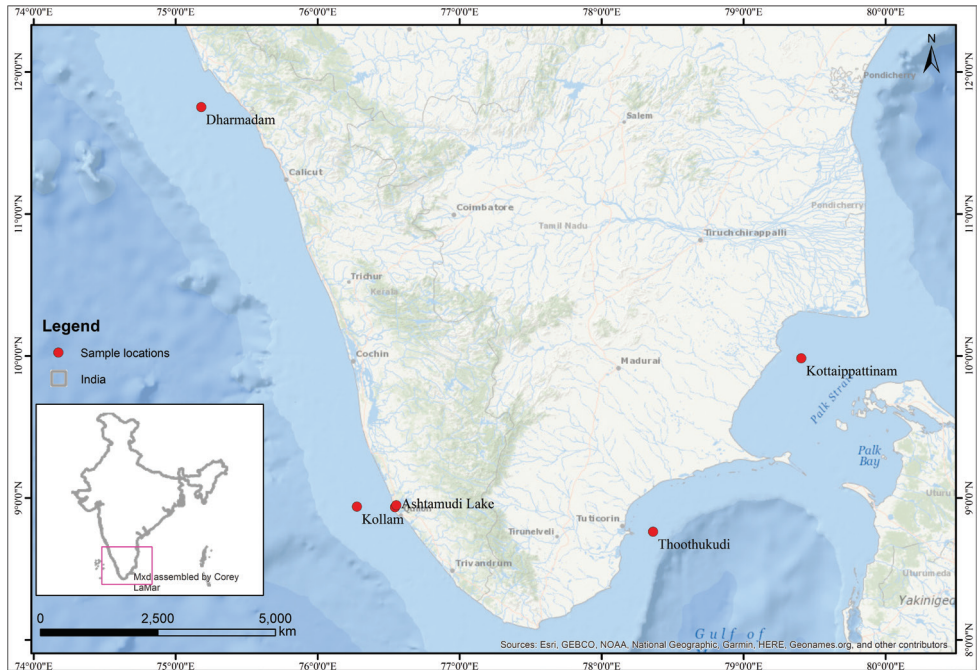 74°0'0"E 75°0'0"E 76°0'0"E 77°0'0"E 78°0'0"E 79°0'0"E 80°0'0"E
N
12°0'0"N
12°0'0"N
Pondicherry
Dharmadam
Salem
Calicut
11°0'0"N
11°0'0"N
Coimbatore
Pondicherry
Tamil Nadu
Tiruchchirappalli
Trichur
Kerala
Legend
Sample locations
India
Cochin
10°0'0"N
10°0'0"N
Madurai
Kottaippattinam
Palk Strait
Palk
Bay
9°0'0"N
9°0'0"N
Ashtamudi Lake
Kollam
Quilon
Tuticorin
Tirunelveli
Thoothukudi
Trivandrum
Uturumeda
Yakiniged
Mxd assembled by Corey
LaMar
0 2,500 5,000
km
Gulf of
Sources: Esri, GEBCO, NOAA, National Geographic, Garmin, HERE, Geonames.org, and other contributors
8°0'0"N
74°0'0"E 75°0'0"E 76°0'0"E 77°0'0"E 78°0'0"E 79°0'0"E 80°0'0"E